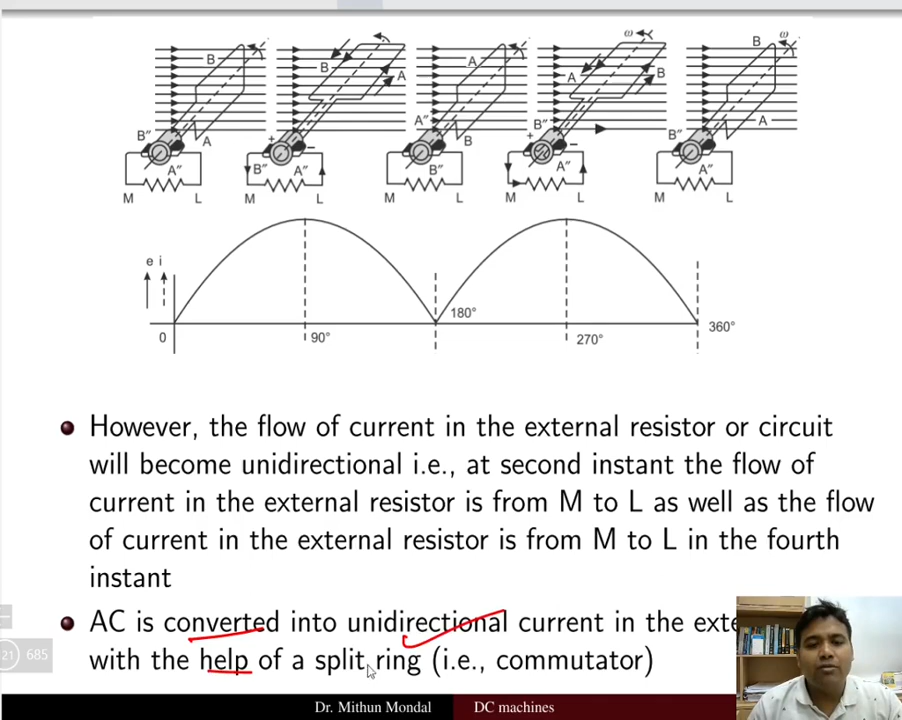 ω
ω
B
B
B
A
B
A
A
B
A
A
B
A
B"
+
−
A"
B"
+
−
B"
A"
B"
A"
B"
A"
A"
M
L
M
L
M
L
M
L
M
L
e i
0
90°
180°
270°
360°
However, the flow of current in the external resistor or circuit
will become unidirectional i.e., at second instant the flow of
current in the external resistor is from M to L as well as the flow
of current in the external resistor is from M to L in the fourth
instant
AC is converted into unidirectional current in the exte
with the help of a split ring (i.e., commutator)
21
685
Dr. Mithun Mondal
DC machines